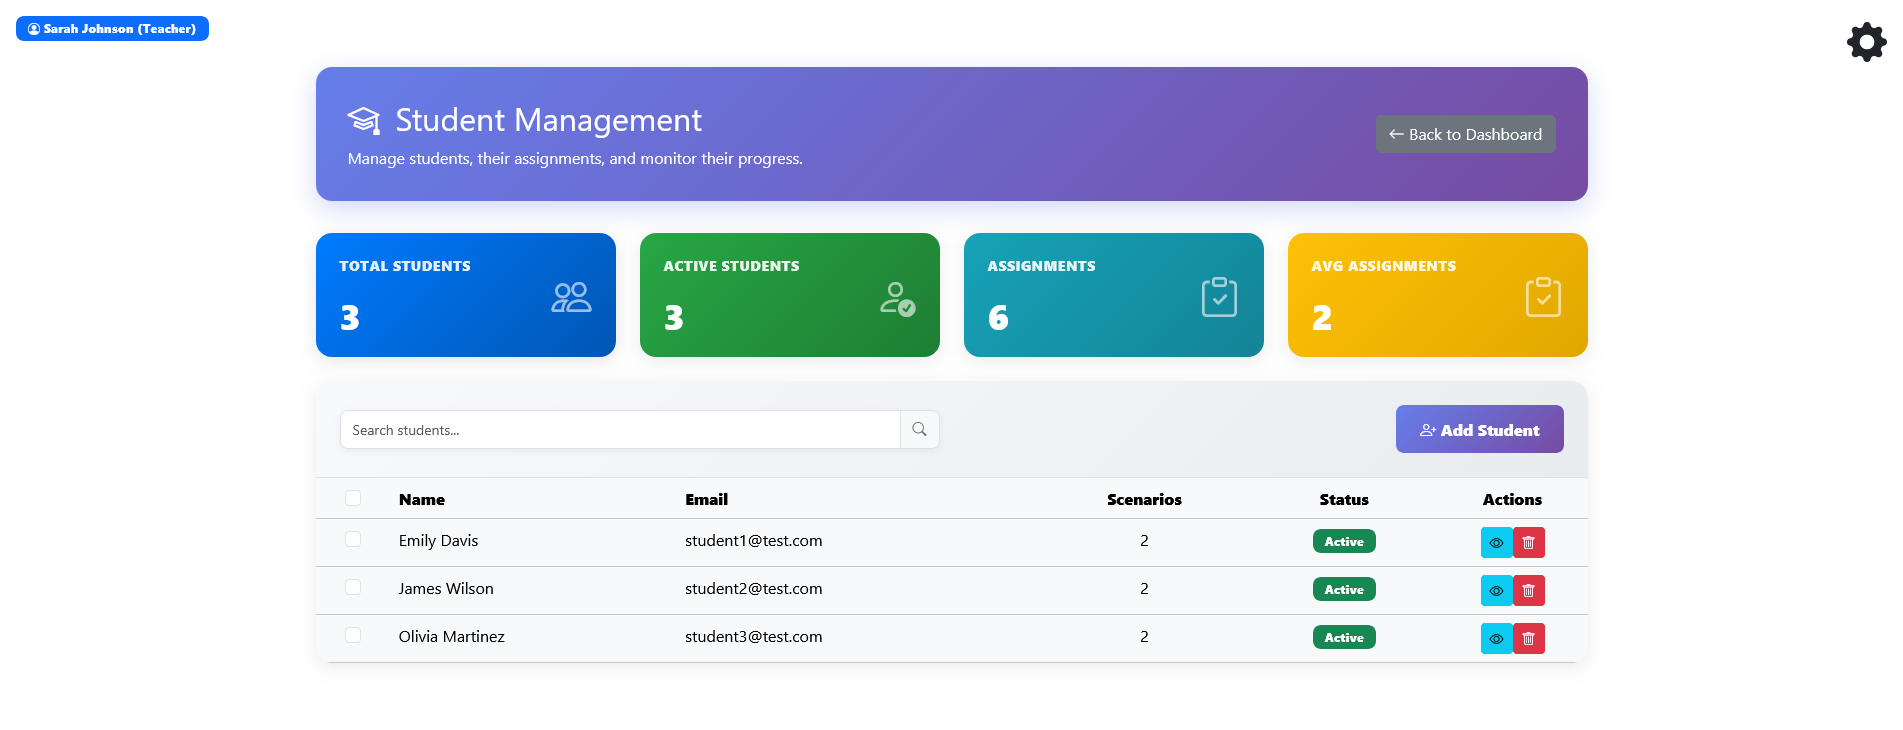 Sarah Johnson (Teacher)
Student Management
Manage students, their assignments, and monitor their progress.
← Back to Dashboard
TOTAL STUDENTS
3
ACTIVE STUDENTS
3
ASSIGNMENTS
6
AVG ASSIGNMENTS
2
Search students...
Add Student
Name Email Scenarios Status Actions
Emily Davis student1@test.com 2 Active
James Wilson student2@test.com 2 Active
Olivia Martinez student3@test.com 2 Active